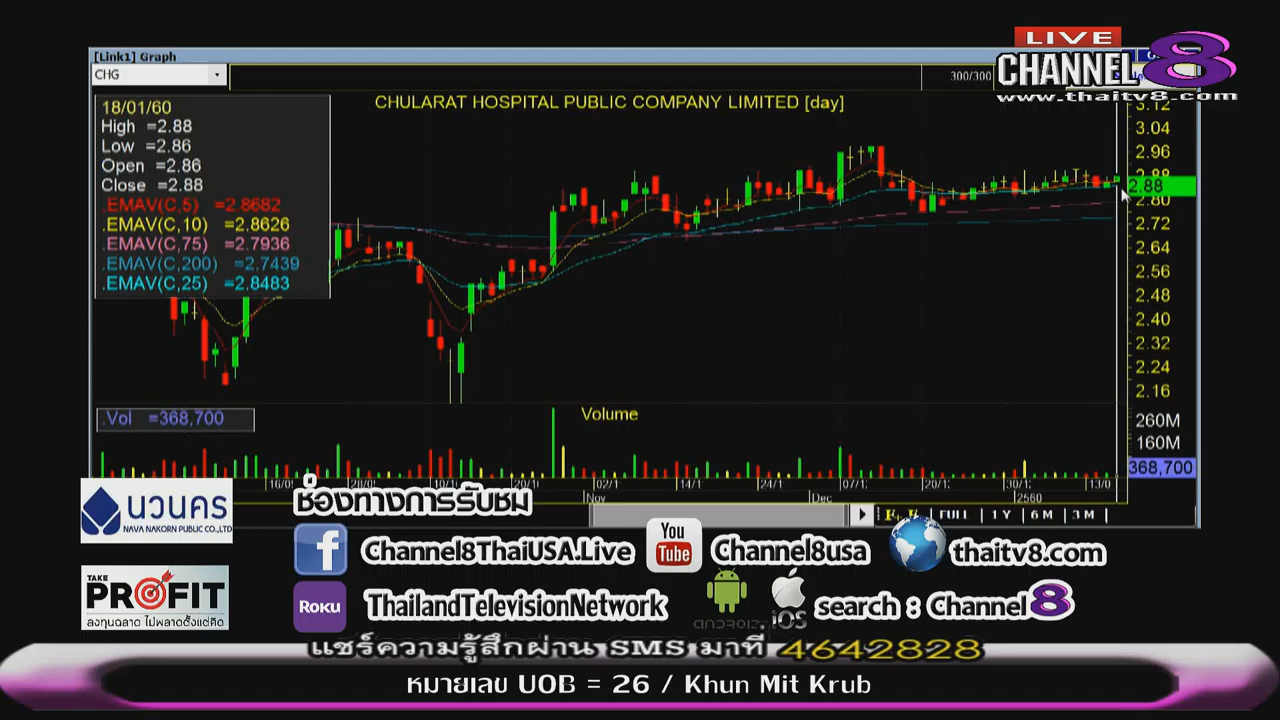 LIVE
CHANNEL 8
www.thaitv8.com
[Link1] Graph
CHG
300/300
CHULARAT HOSPITAL PUBLIC COMPANY LIMITED [day]
18/01/60
High =2.88
Low =2.86
Open =2.86
Close =2.88
.EMAV(C,5) =2.8682
.EMAV(C,10) =2.8626
.EMAV(C,75) =2.7936
.EMAV(C,200) =2.7439
.EMAV(C,25) =2.8483
3.12
3.04
2.96
2.88
2.88
2.80
2.72
2.64
2.56
2.48
2.40
2.32
2.24
2.16
.Vol =368,700
Volume
260M
160M
368,700
02/1 14/1 24/1 07/1 20/1 30/1 13/0
Nov Dec 2560
FULL | 1 Y | 6 M | 3 M |
นวนคร
NAVA NAKORN PUBLIC CO.,LTD
ช่องทางการรับชม
f Channel8ThaiUSA.Live You Tube Channel8usa thaitv8.com
TAKE
PROFIT
ลงทุนฉลาด ไม่พลาดตั้งแต่คิด
ROKU ThailandTelevisionNetwork iOS search : Channel 8
แชร์ความรู้สึกผ่าน SMS มาที่ 4642828
หมายเลข UOB = 26 / Khun Mit Krub